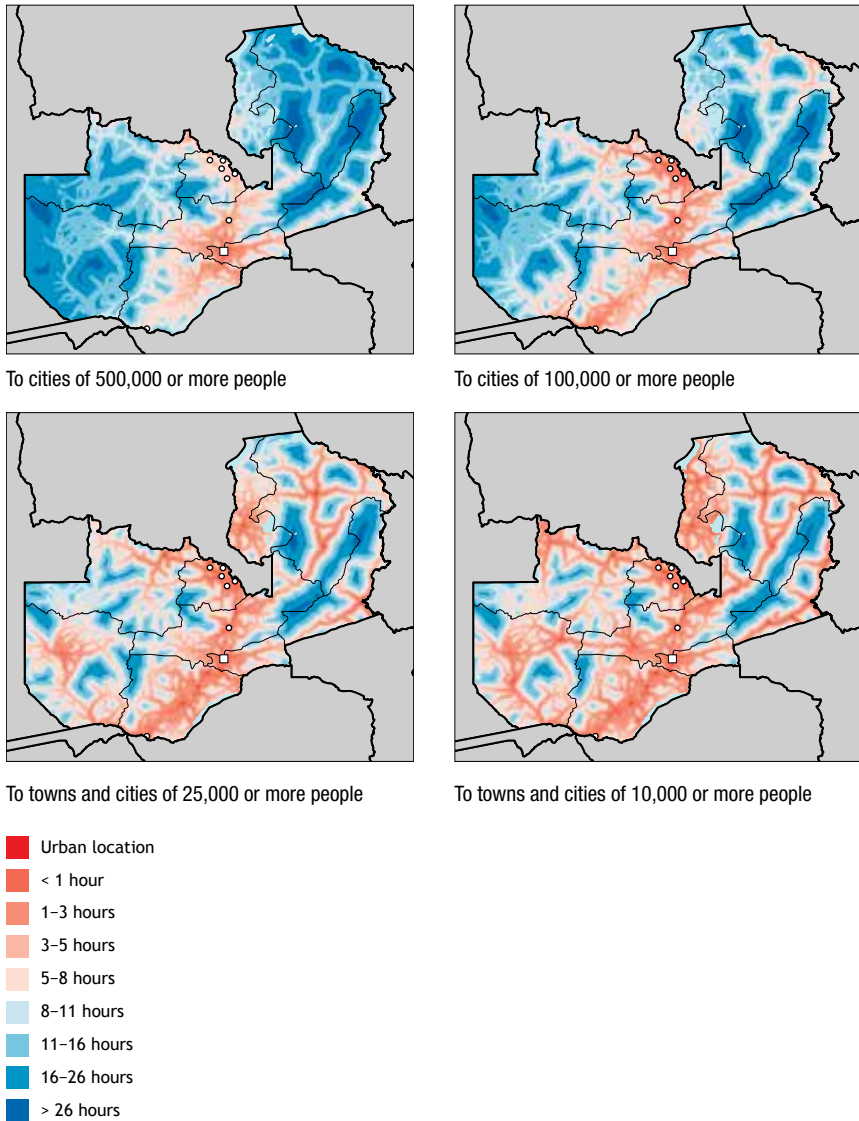 To cities of 500,000 or more people
To cities of 100,000 or more people
To towns and cities of 25,000 or more people
To towns and cities of 10,000 or more people
Urban location
< 1 hour
1–3 hours
3–5 hours
5–8 hours
8–11 hours
11–16 hours
16–26 hours
> 26 hours